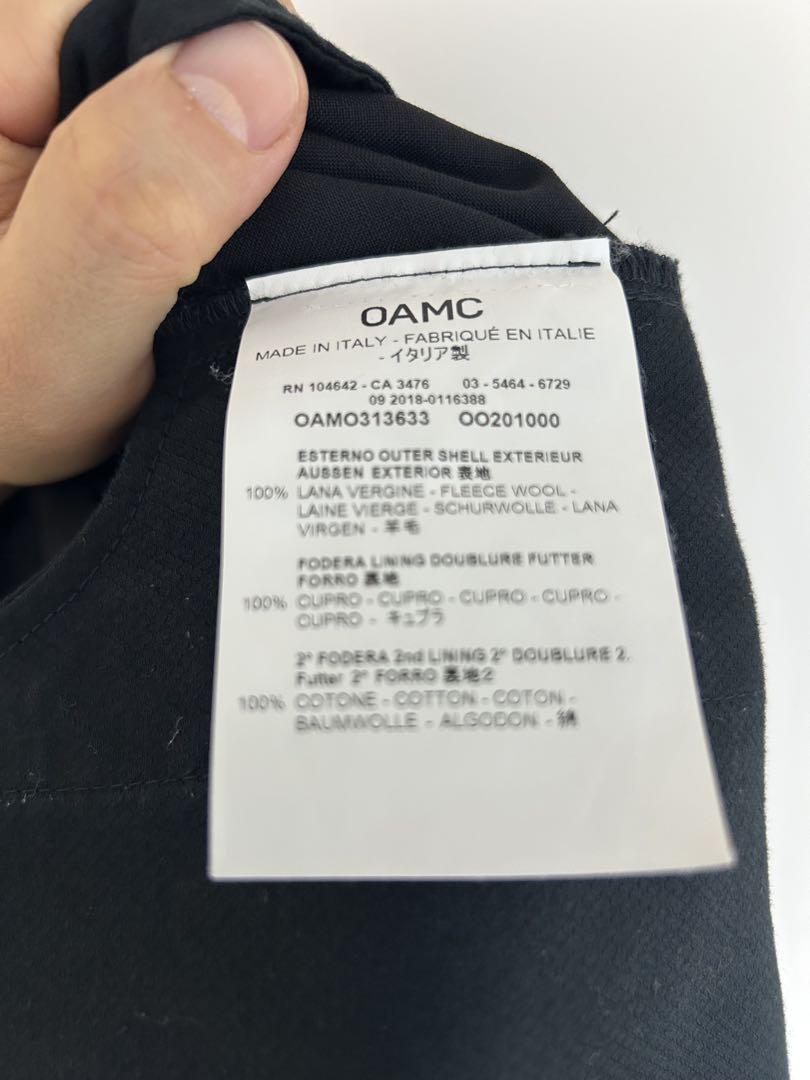 OAMC
MADE IN ITALY - FABRIQUÉ EN ITALIE
- イタリア製
RN 104642 - CA 3476 03 - 5464 - 6729
09 2018-0116388
OAMO313633 OO201000
ESTERNO OUTER SHELL EXTERIEUR
AUSSEN EXTERIOR 表地
100% LANA VERGINE - FLEECE WOOL -
LAINE VIERGE - SCHURWOLLE - LANA
VIRGEN - 羊毛
FODERA LINING DOUBLURE FUTTER
FORRO 裏地
100% CUPRO - CUPRO - CUPRO - CUPRO -
CUPRO - キュプラ
2° FODERA 2nd LINING 2° DOUBLURE 2.
Futter 2° FORRO 裏地2
100% COTONE - COTTON - COTON -
BAUMWOLLE - ALGODON - 綿